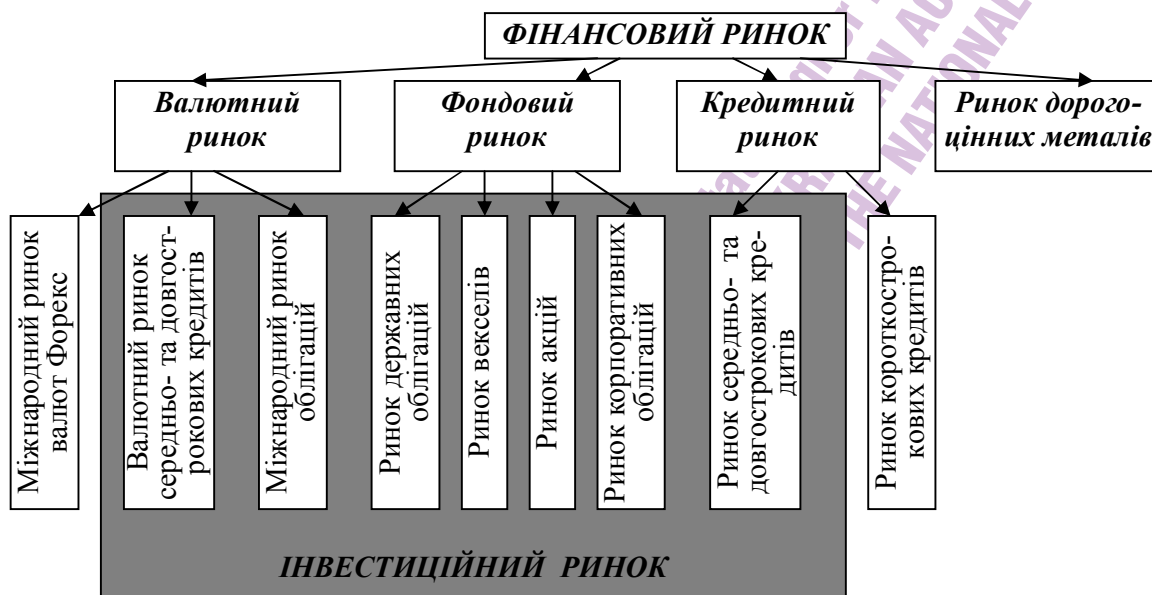 ФІНАНСОВИЙ РИНОК
Валютний
ринок
Фондовий
ринок
Кредитний
ринок
Ринок дорого-
цінних металів
Міжнародний ринок
валют Форекс
Валютний ринок
середньо- та довгост-
рокових кредитів
Міжнародний ринок
облігацій
Ринок державних
облігацій
Ринок векселів
Ринок акцій
Ринок корпоративних
облігацій
Ринок середньо- та
довгострокових кре-
дитів
Ринок короткостро-
кових кредитів
ІНВЕСТИЦІЙНИЙ РИНОК
THE NATIONAL